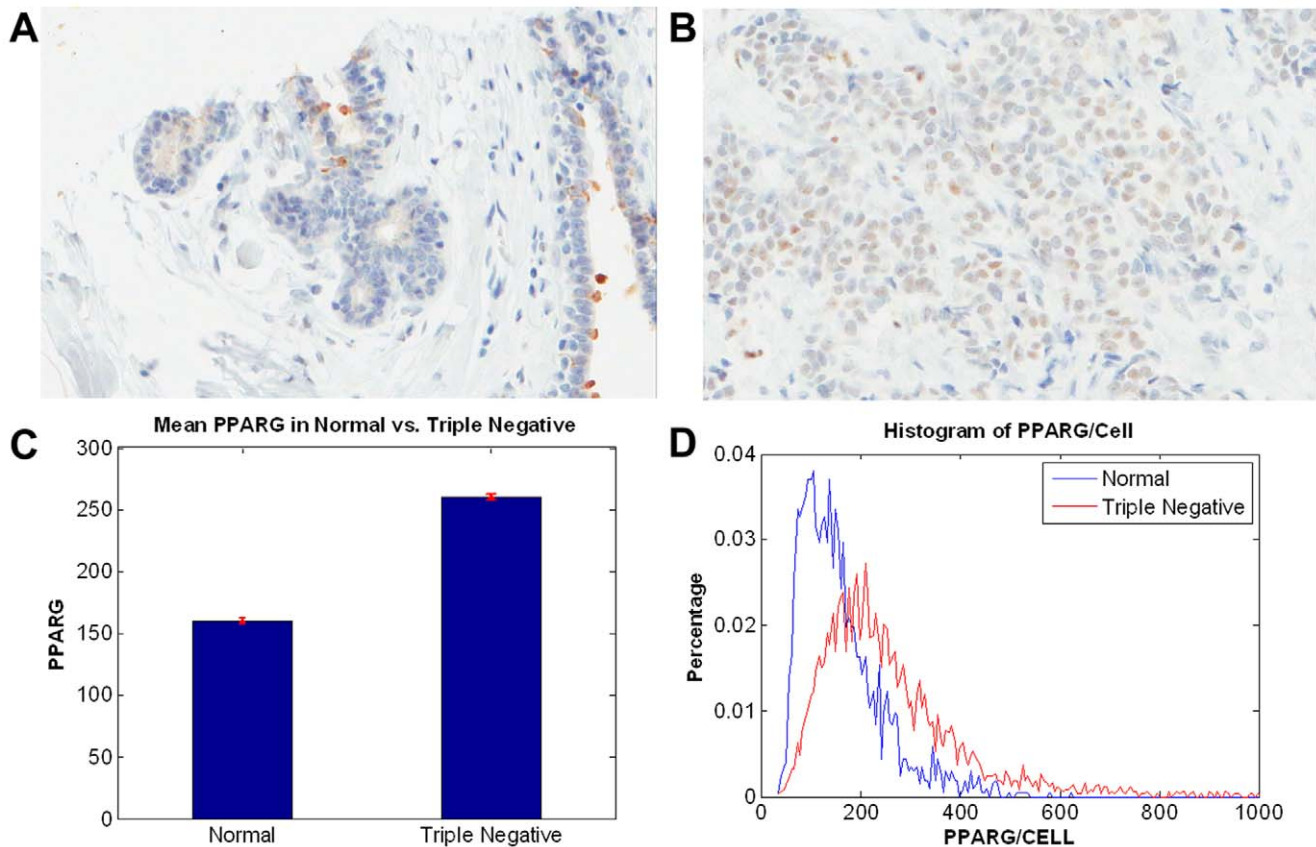 A
B
C
Mean PPARG in Normal vs. Triple Negative
300
250
200
150
100
50
0
PPARG
Normal
Triple Negative
D
Histogram of PPARG/Cell
0.04
0.03
0.02
0.01
0
Percentage
Normal
Triple Negative
0
200
400
600
800
1000
PPARG/CELL